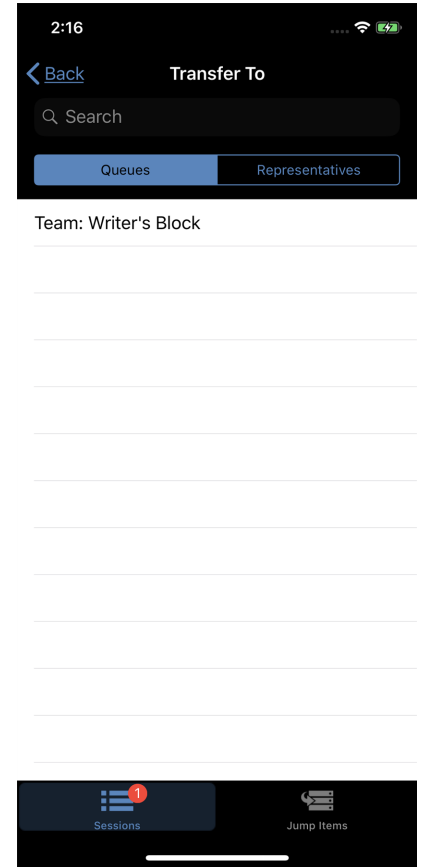 2:16
Back
Transfer To
Search
Queues
Representatives
Team: Writer's Block
1
Sessions
Jump Items